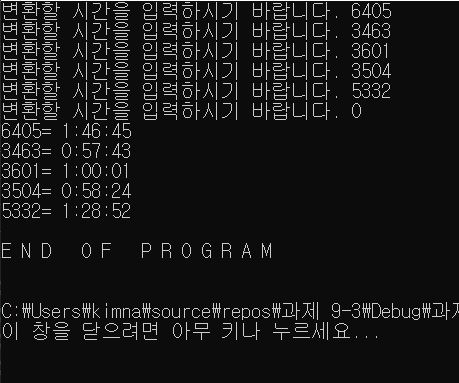 변환할 시간을 입력하시기 바랍니다. 6405
변환할 시간을 입력하시기 바랍니다. 3463
변환할 시간을 입력하시기 바랍니다. 3601
변환할 시간을 입력하시기 바랍니다. 3504
변환할 시간을 입력하시기 바랍니다. 5332
변환할 시간을 입력하시기 바랍니다. 0
6405= 1:46:45
3463= 0:57:43
3601= 1:00:01
3504= 0:58:24
5332= 1:28:52
E N D   O F   P R O G R A M
C:₩Users₩kimna₩source₩repos₩과제 9-3₩Debug₩과제
이 창을 닫으려면 아무 키나 누르세요...